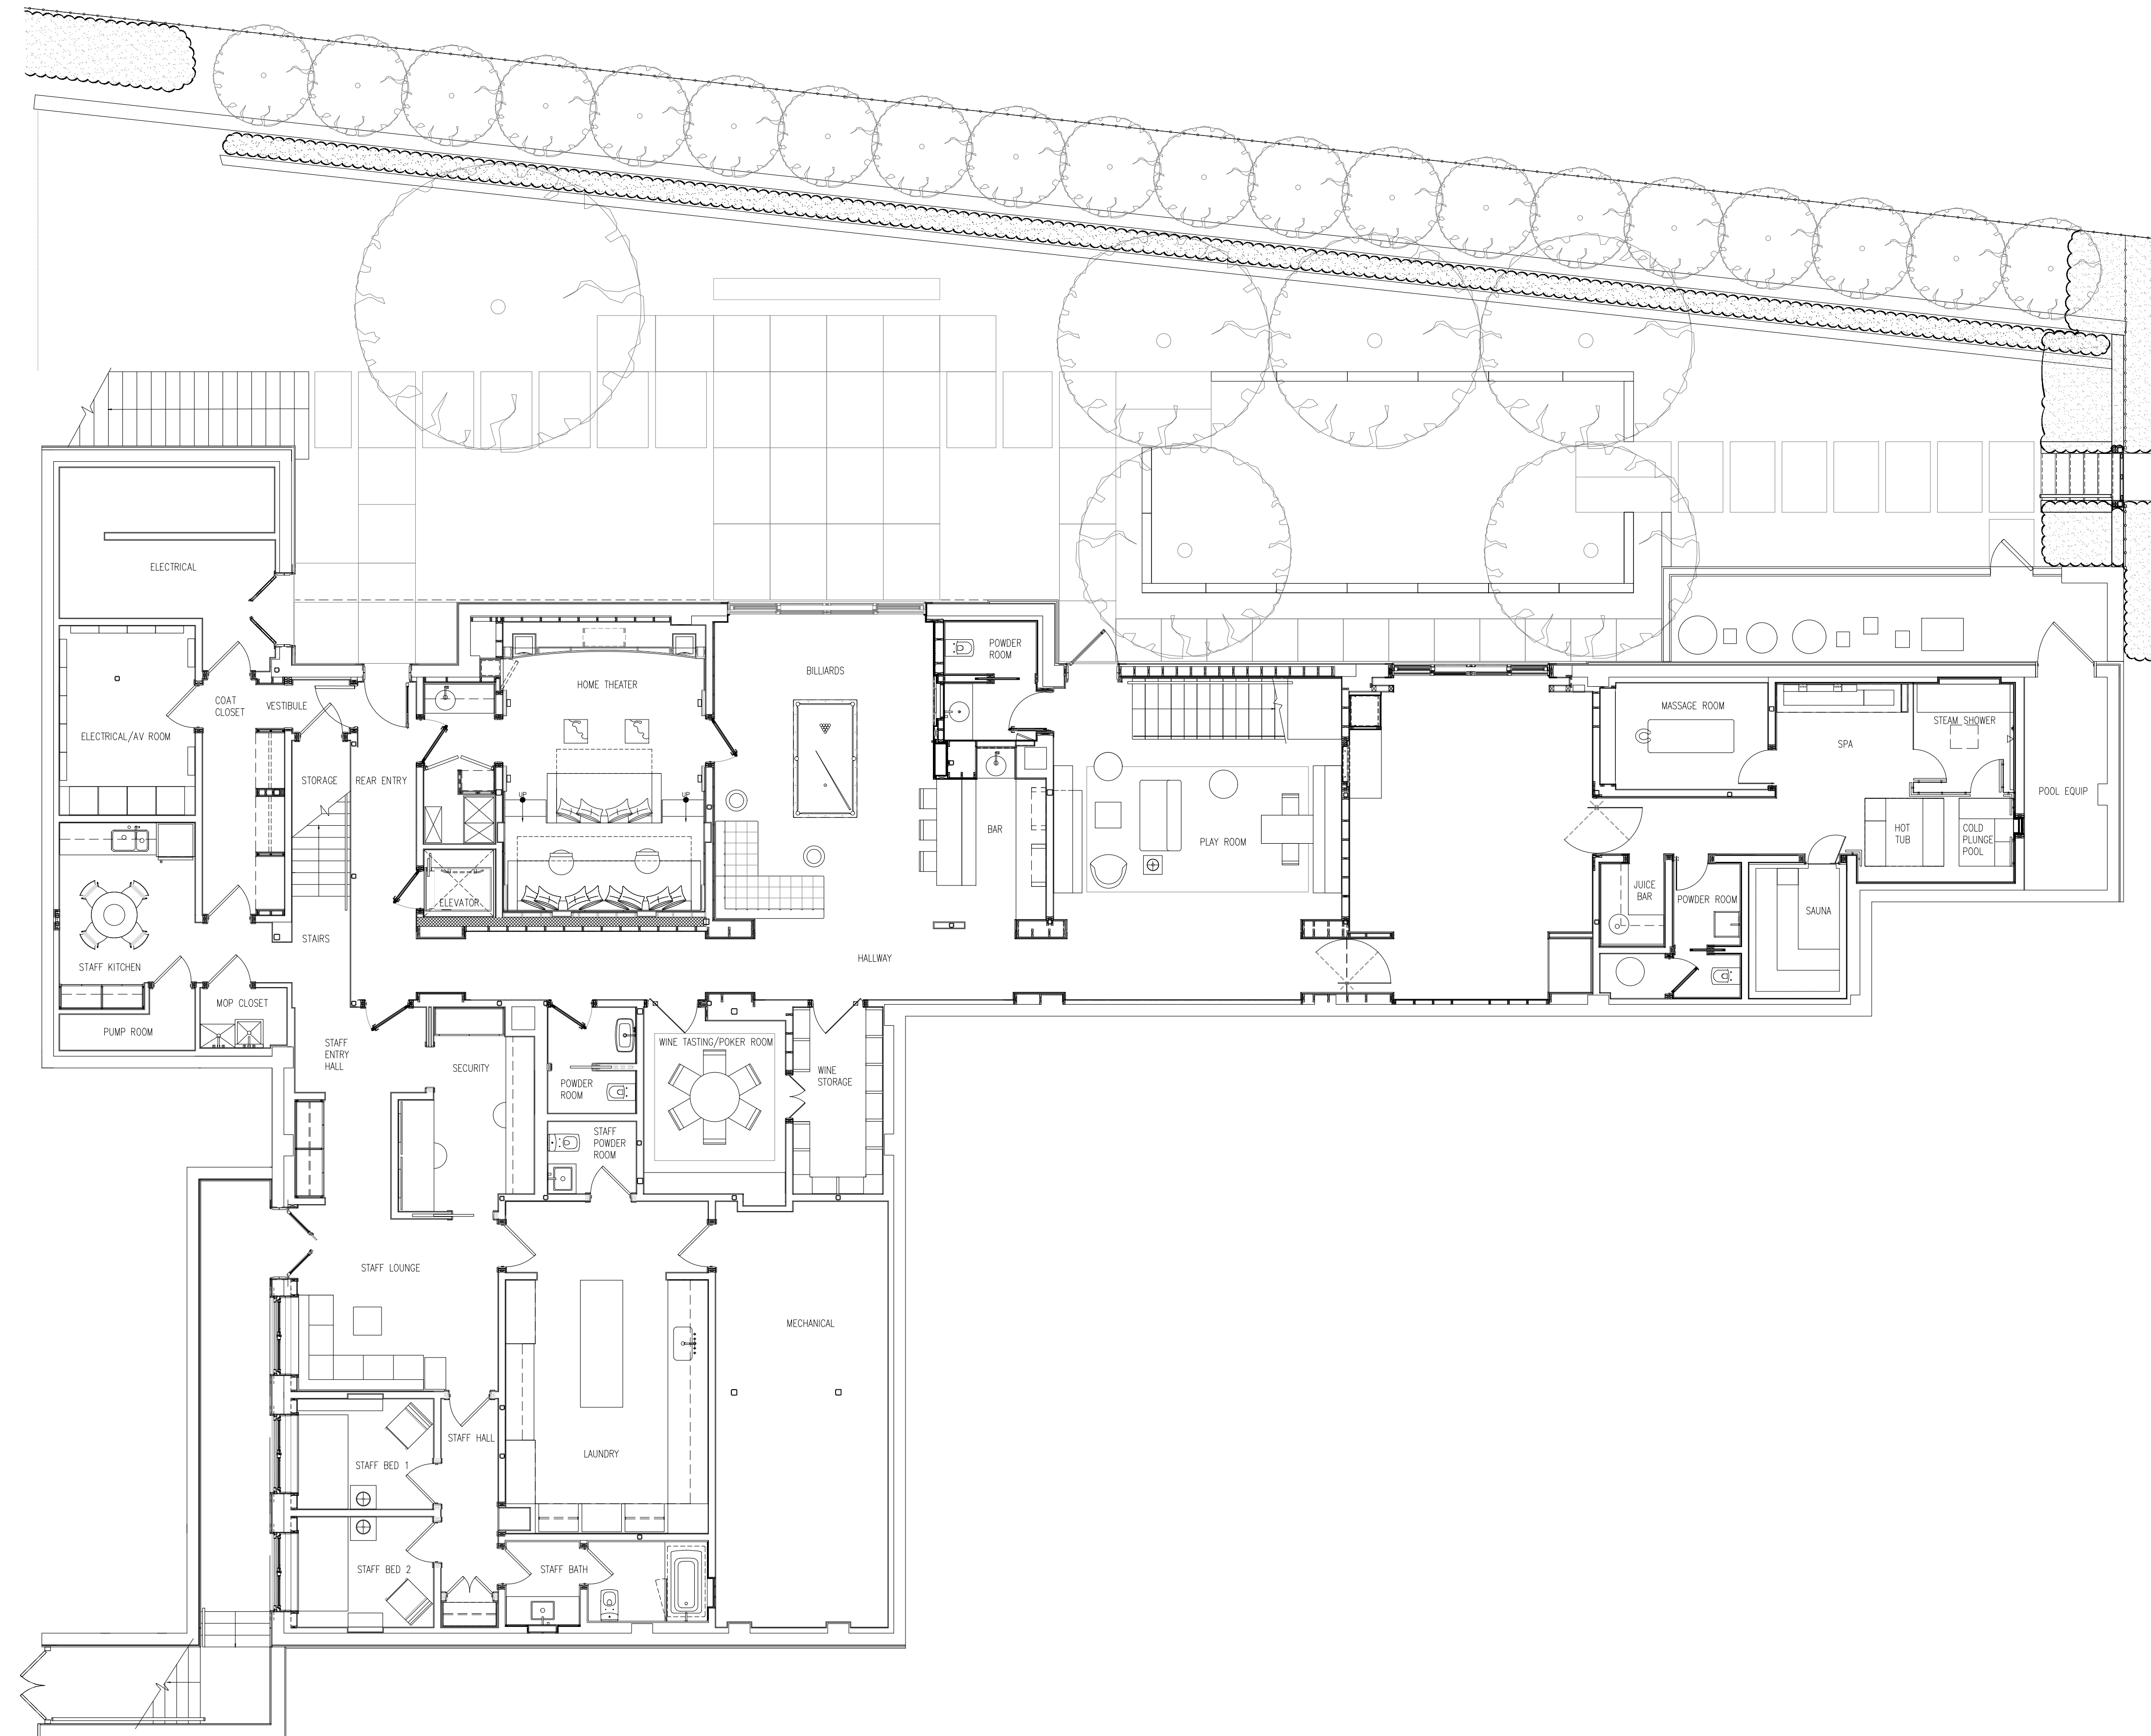 ELECTRICAL
POWDER
ROOM
BILLIARDS
HOME THEATER
COAT
CLOSET
VESTIBULE
MASSAGE ROOM
STEAM SHOWER
ELECTRICAL/AV ROOM
SPA
STORAGE
REAR ENTRY
POOL EQUIP
UP
UP
BAR
PLAY ROOM
HOT
TUB
COLD
PLUNGE
POOL
JUICE
BAR
POWDER ROOM
ELEVATOR
SAUNA
STAIRS
HALLWAY
STAFF KITCHEN
MOP CLOSET
PUMP ROOM
STAFF
ENTRY
HALL
SECURITY
WINE TASTING/POKER ROOM
WINE
STORAGE
POWDER
ROOM
STAFF
POWDER
ROOM
STAFF LOUNGE
MECHANICAL
STAFF HALL
LAUNDRY
STAFF BED 1
STAFF BED 2
STAFF BATH